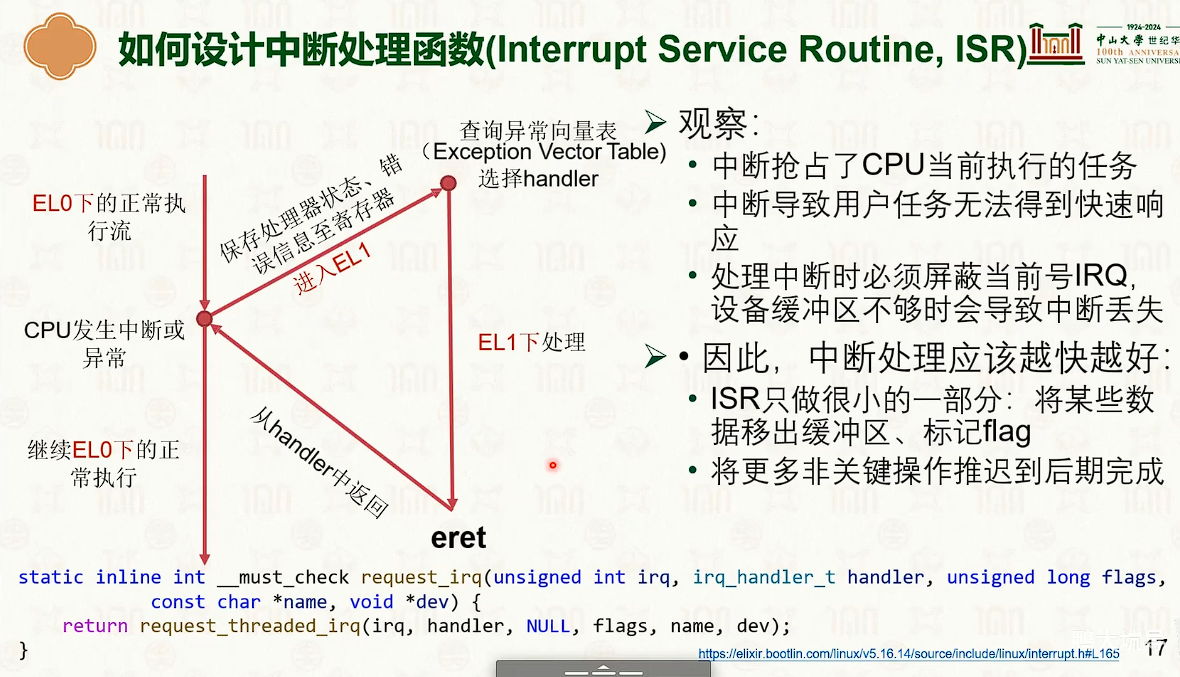 如何设计中断处理函数(Interrupt Service Routine, ISR)
1924-2024
中山大学 世纪华
100th ANNIVERSA
SUN YAT-SEN UNIVERSI
查询异常向量表
（Exception Vector Table)
选择handler
保存处理器状态、错
误信息至寄存器
进入EL1
EL0下的正常执
行流
CPU发生中断或
异常
EL1下处理
继续EL0下的正
常执行
从handler中返回
eret
观察：
• 中断抢占了CPU当前执行的任务
• 中断导致用户任务无法得到快速响
应
• 处理中断时必须屏蔽当前号IRQ，
设备缓冲区不够时会导致中断丢失
• 因此，中断处理应该越快越好：
• ISR只做很小的一部分：将某些数
据移出缓冲区、标记flag
• 将更多非关键操作推迟到后期完成
static inline int __must_check request_irq(unsigned int irq, irq_handler_t handler, unsigned long flags,
const char *name, void *dev) {
return request_threaded_irq(irq, handler, NULL, flags, name, dev);
}
https://elixir.bootlin.com/linux/v5.16.14/source/include/linux/interrupt.h#L165
17